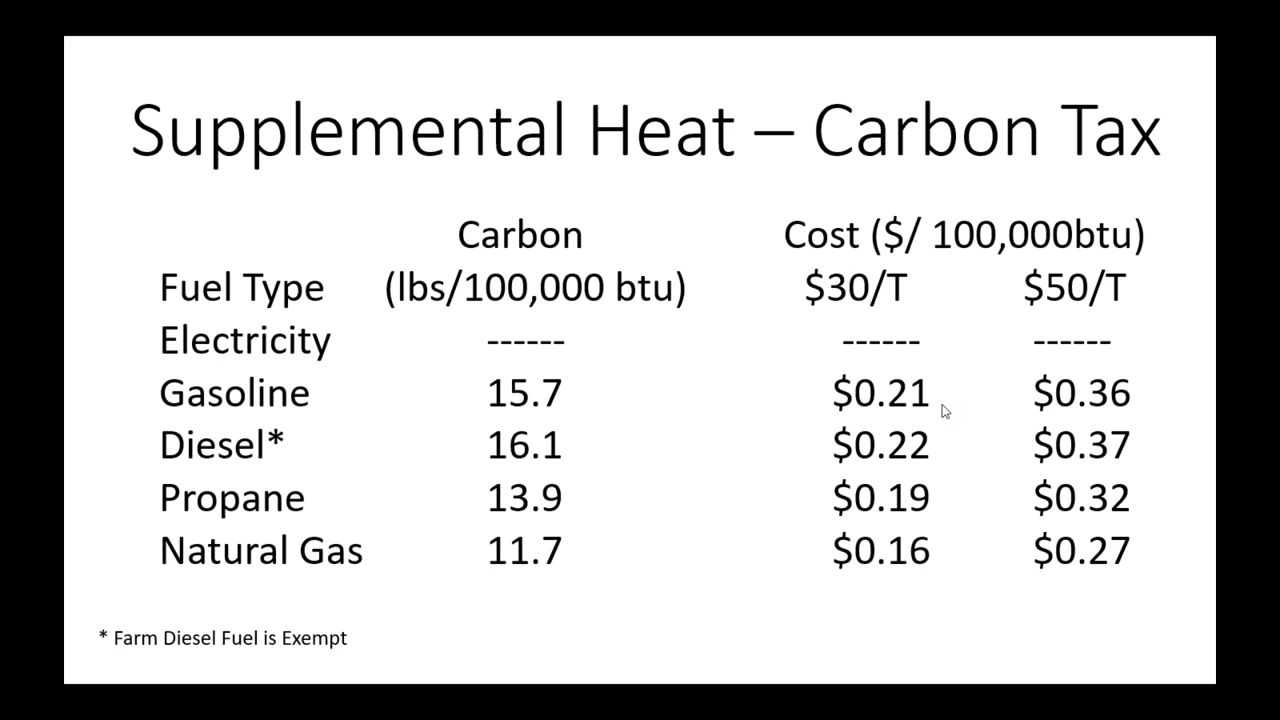 Supplemental Heat – Carbon Tax
Carbon Cost ($/ 100,000btu)
Fuel Type (lbs/100,000 btu) $30/T $50/T
Electricity ------ ------ ------
Gasoline 15.7 $0.21 $0.36
Diesel* 16.1 $0.22 $0.37
Propane 13.9 $0.19 $0.32
Natural Gas 11.7 $0.16 $0.27
* Farm Diesel Fuel is Exempt